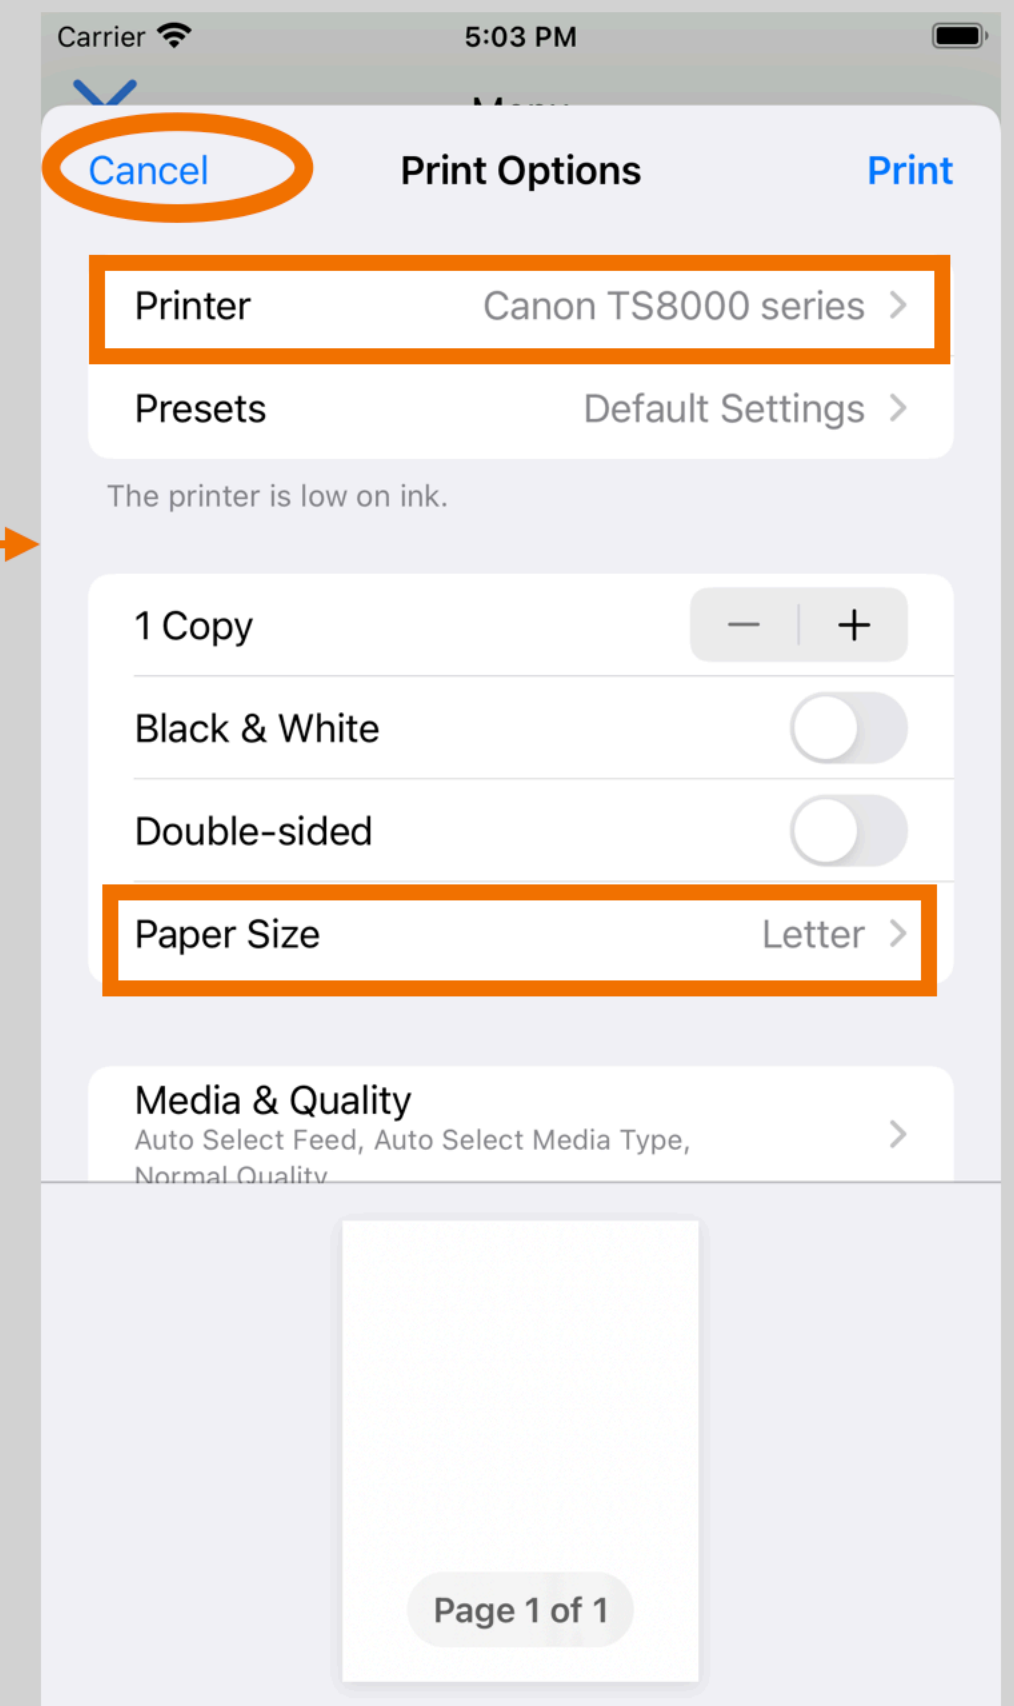 Carrier 5:03 PM
Menu
Cancel Print Options Print
Printer Canon TS8000 series
Presets Default Settings
The printer is low on ink.
1 Copy − +
Black & White
Double-sided
Paper Size Letter
Media & Quality
Auto Select Feed, Auto Select Media Type,
Normal Quality
Page 1 of 1